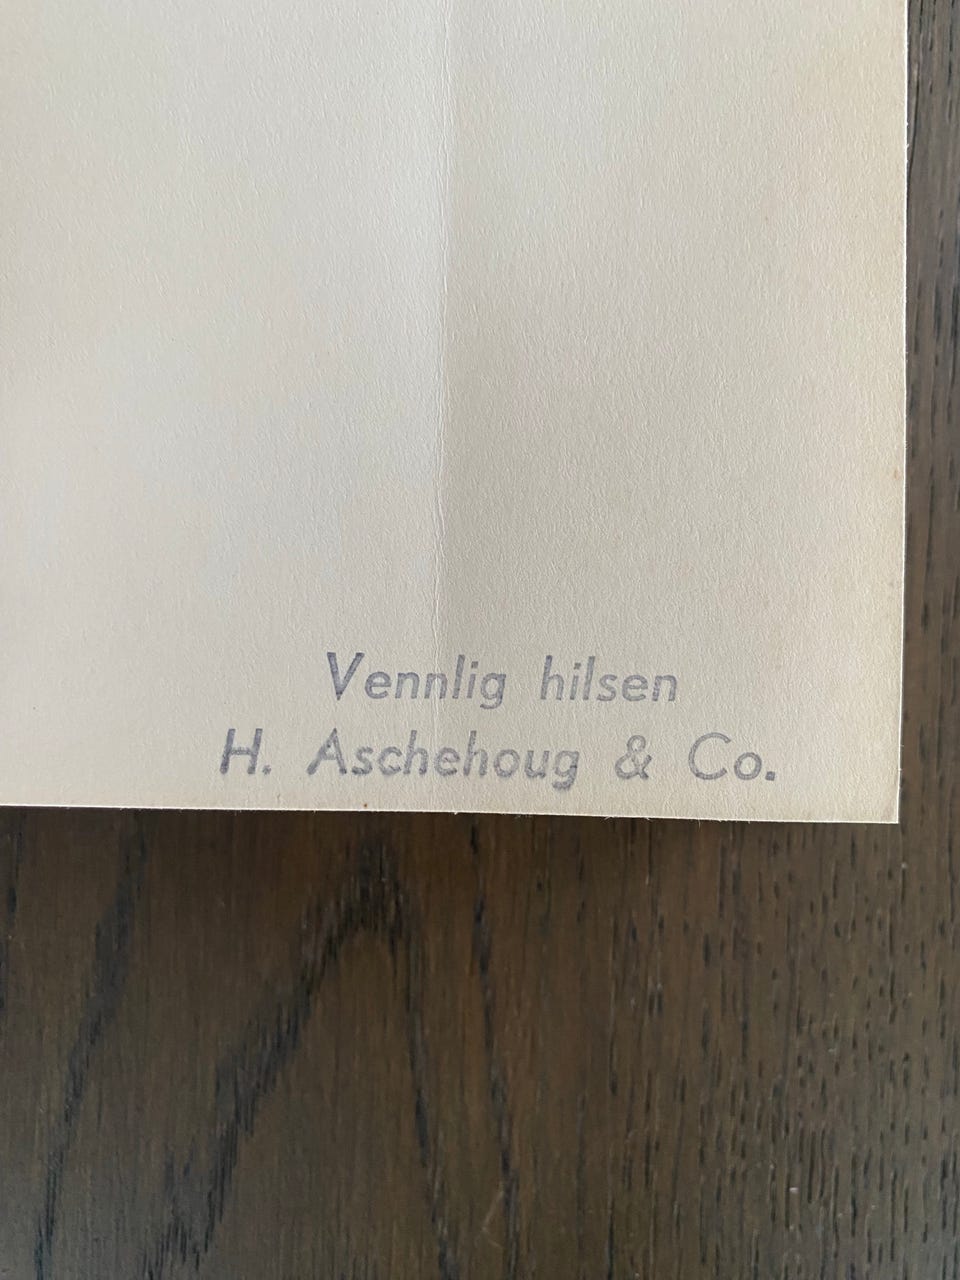 Vennlig hilsen
H. Aschehoug & Co.